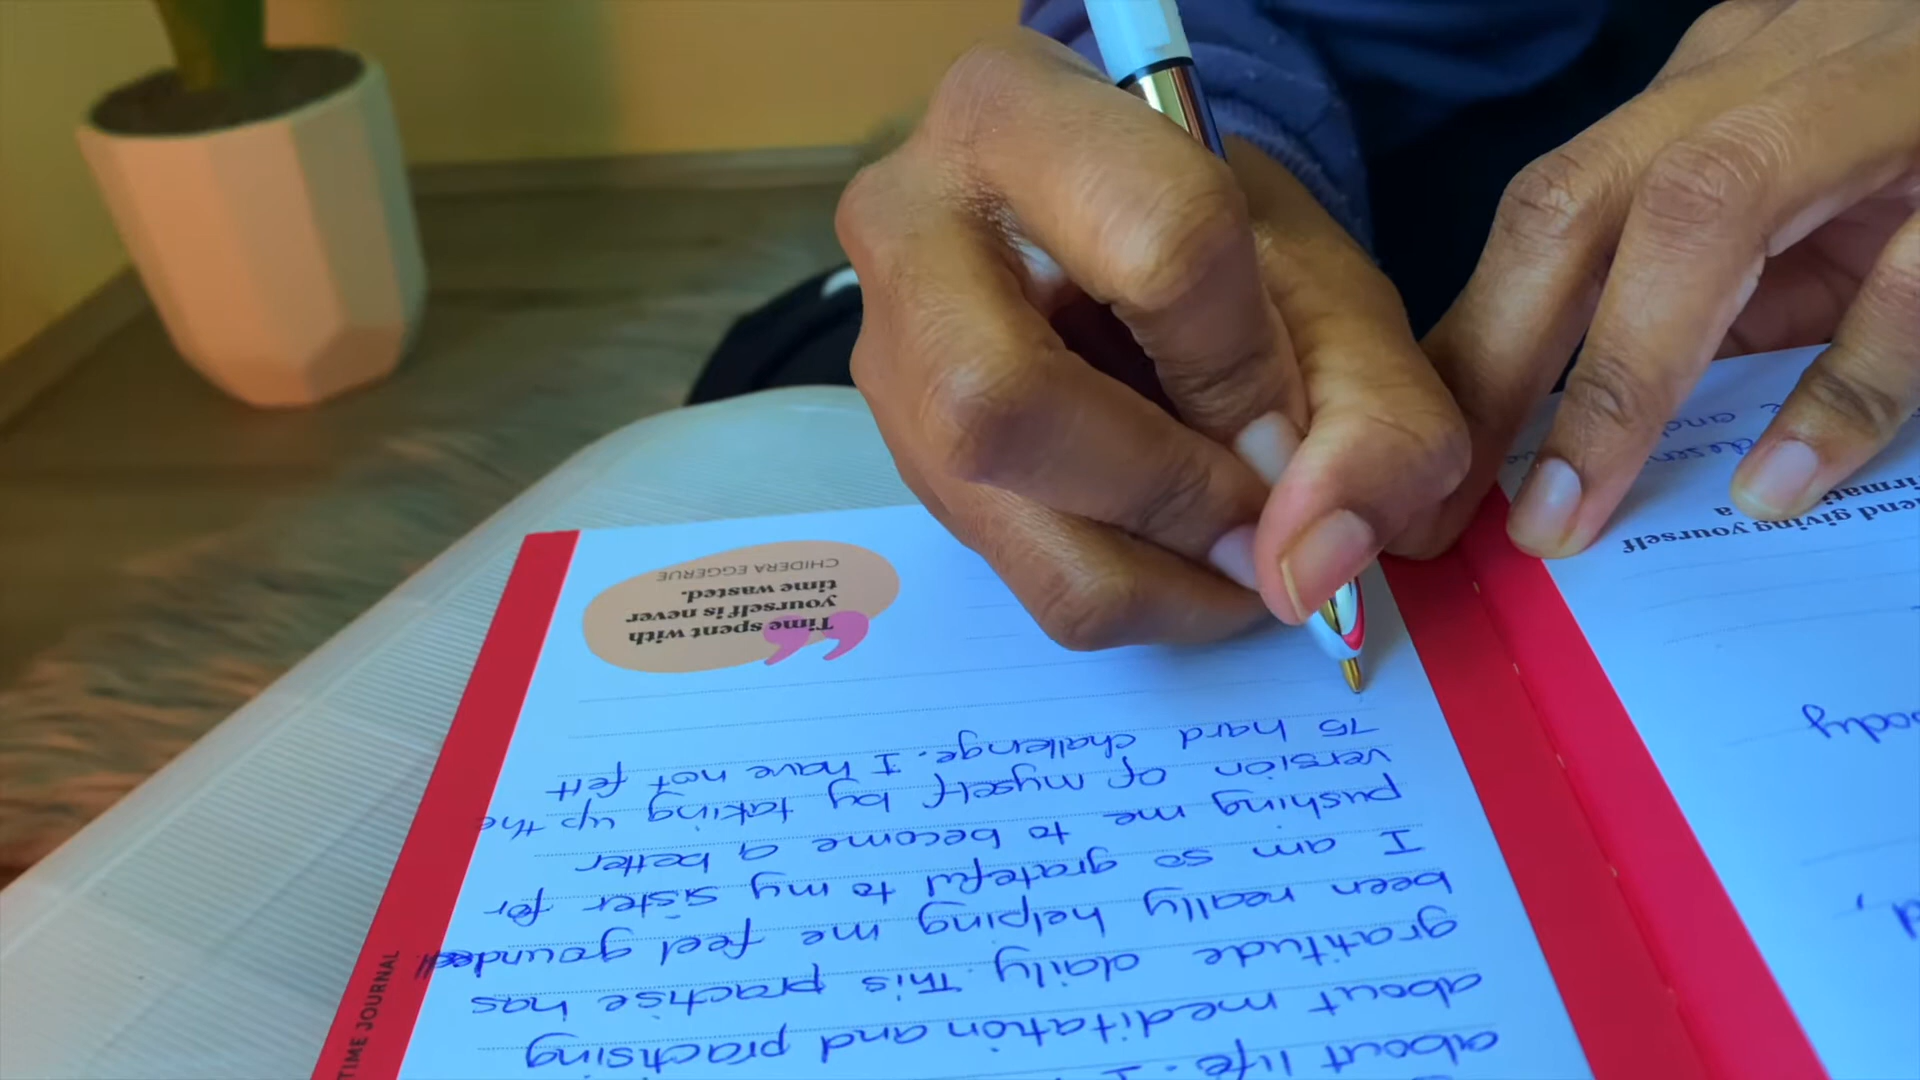 about life. I
about meditation and practising
gratitude daily. This practise has
been really helping me feel grounded
I am so grateful to my sister for
pushing me to become a better
version of myself by taking up the
75 hard challenge. I have not felt
Time spent with
yourself is never
time wasted.
CHIDERA EGGERUE
TIME JOURNAL
end giving yourself
a
body